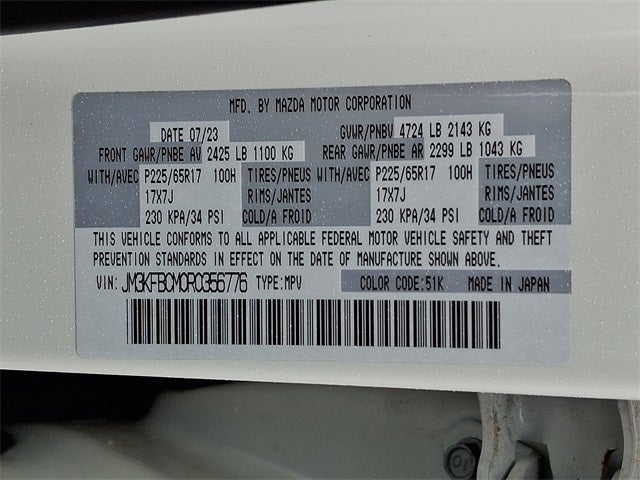 MFD. BY MAZDA MOTOR CORPORATION
DATE 07/23 GVWR/PNBV 4724 LB 2143 KG
FRONT GAWR/PNBE AV 2425 LB 1100 KG REAR GAWR/PNBE AR 2299 LB 1043 KG
WITH/AVEC P225/65R17 100H TIRES/PNEUS WITH/AVEC P225/65R17 100H TIRES/PNEUS
17X7J RIMS/JANTES 17X7J RIMS/JANTES
230 KPA/34 PSI COLD/A FROID 230 KPA/34 PSI COLD/A FROID
THIS VEHICLE CONFORMS TO ALL APPLICABLE FEDERAL MOTOR VEHICLE SAFETY AND THEFT
PREVENTION STANDARDS IN EFFECT ON THE DATE OF MANUFACTURE SHOWN ABOVE.
VIN: JM3KFBCM0R0356776 TYPE:MPV COLOR CODE:51K MADE IN JAPAN